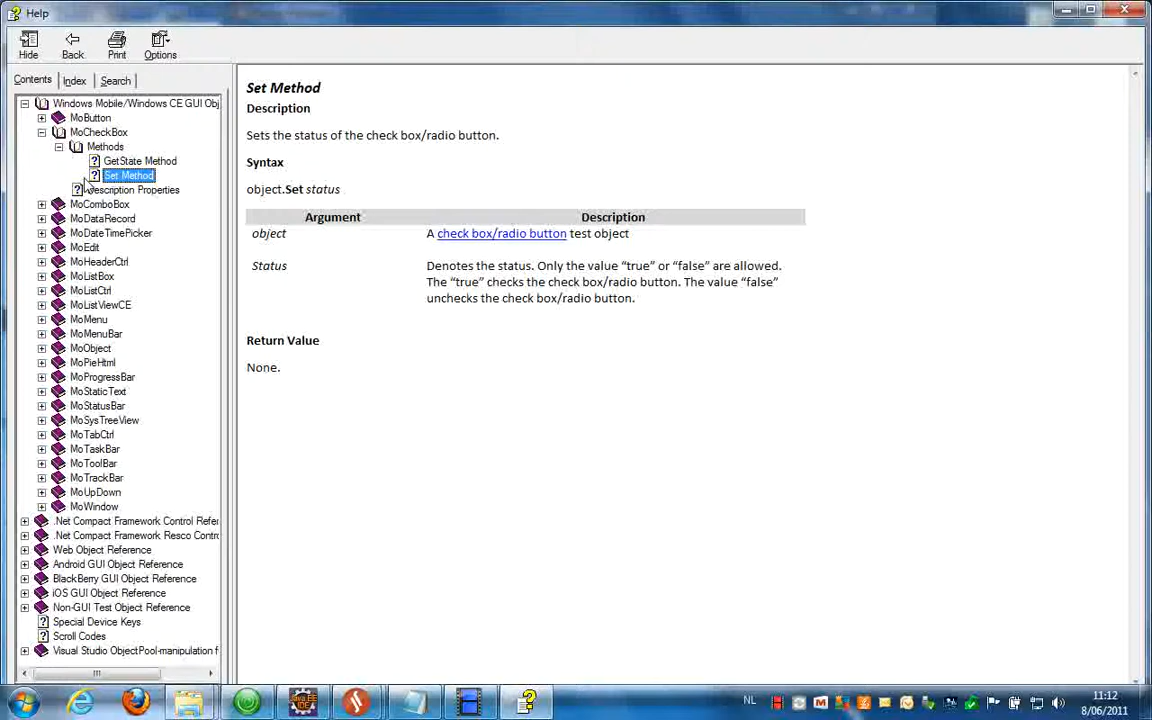 Help
Hide Back Print Options
Contents Index Search
Windows Mobile/Windows CE GUI Obj
MoButton
MoCheckBox
Methods
GetState Method
Set Method
Description Properties
MoComboBox
MoDataRecord
MoDateTimePicker
MoEdit
MoHeaderCtrl
MoListBox
MoListCtrl
MoListViewCE
MoMenu
MoMenuBar
MoObject
MoPieHtml
MoProgressBar
MoStaticText
MoStatusBar
MoSysTreeView
MoTabCtrl
MoTaskBar
MoToolBar
MoTrackBar
MoUpDown
MoWindow
.Net Compact Framework Control Refer
.Net Compact Framework Resco Contro
Web Object Reference
Android GUI Object Reference
BlackBerry GUI Object Reference
iOS GUI Object Reference
Non-GUI Test Object Reference
Special Device Keys
Scroll Codes
Visual Studio ObjectPool-manipulation f
Set Method
Description
Sets the status of the check box/radio button.
Syntax
object.Set status
Argument Description
object A check box/radio button test object
Status Denotes the status. Only the value “true” or “false” are allowed.
The “true” checks the check box/radio button. The value “false”
unchecks the check box/radio button.
Return Value
None.
Java EE
IDE
NL
11:12
8/06/2011